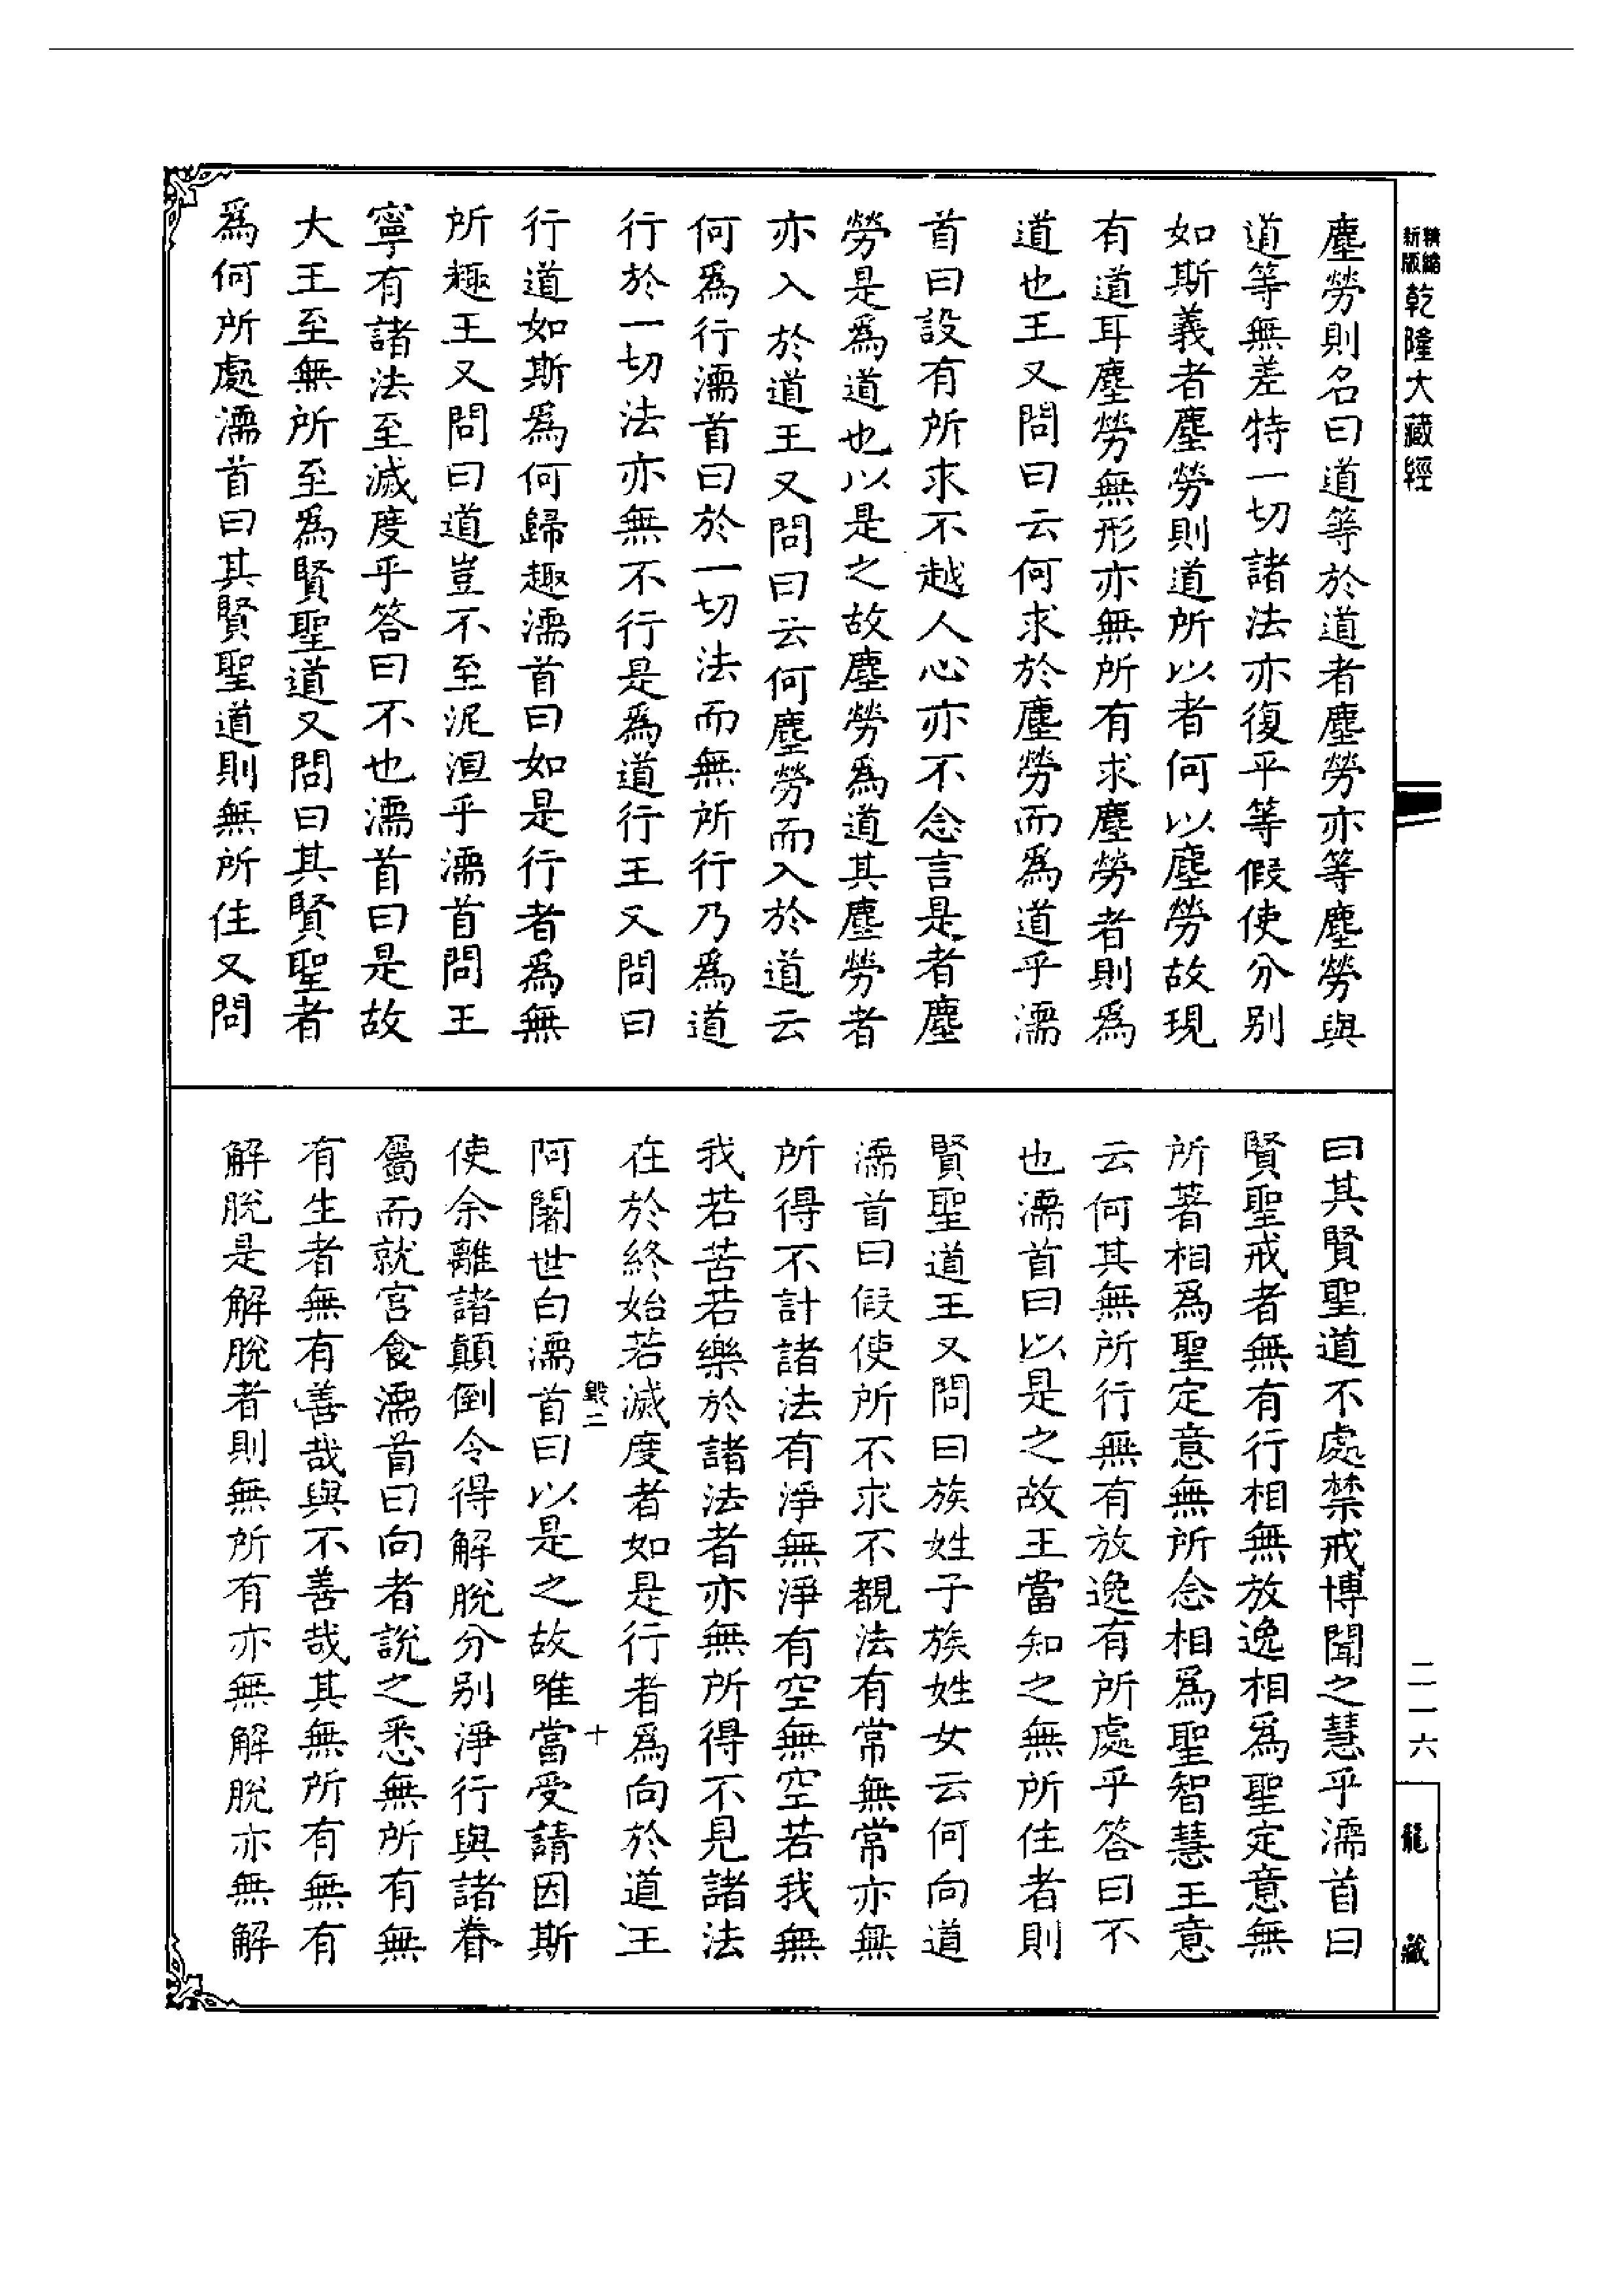 精縮新版乾隆大藏經
塵勞則名曰道等於道者塵勞亦等塵勞與
道等無差特一切諸法亦復平等假使分別
如斯義者塵勞則道所以者何以塵勞故現
有道耳塵勞無形亦無所有求塵勞者則爲
道也王又問曰云何求於塵勞而爲道乎濡
首曰設有所求不越人心亦不念言是者塵
勞是爲道也以是之故塵勞爲道其塵勞者
亦入於道王又問曰云何塵勞而入於道云
何爲行濡首曰於一切法而無所行乃爲道
行於一切法亦無不行是爲道行王又問曰
行道如斯爲何歸趣濡首曰如是行者爲無
所趣王又問曰道豈不至泥洹乎濡首問王
寧有諸法至滅度乎答曰不也濡首曰是故
大王至無所至爲賢聖道又問曰其賢聖者
爲何所處濡首曰其賢聖道則無所住又問
曰其賢聖道不處禁戒博聞之慧乎濡首曰
賢聖戒者無有行相無放逸相爲聖定意無
所著相爲聖定意無所念相爲聖智慧王意
云何其無所行無有放逸有所處乎答曰不
也濡首曰以是之故王當知之無所住者則
賢聖道王又問曰族姓子族姓女云何向道
濡首曰假使所不求不覩法有常無常亦無
所得不計諸法有淨無淨有空無空若我無
我若苦若樂於諸法者亦無所得不見諸法
在於終始若滅度者如是行者爲向於道王
毀二 十
阿闍世白濡首曰以是之故唯當受請因斯
使余離諸顛倒令得解脫分別淨行與諸眷
屬而就宮食濡首曰向者說之悉無所有無
有生者無有善哉與不善哉其無所有無有
解脫是解脫者則無所有亦無解脫亦無解
二一六
龍藏